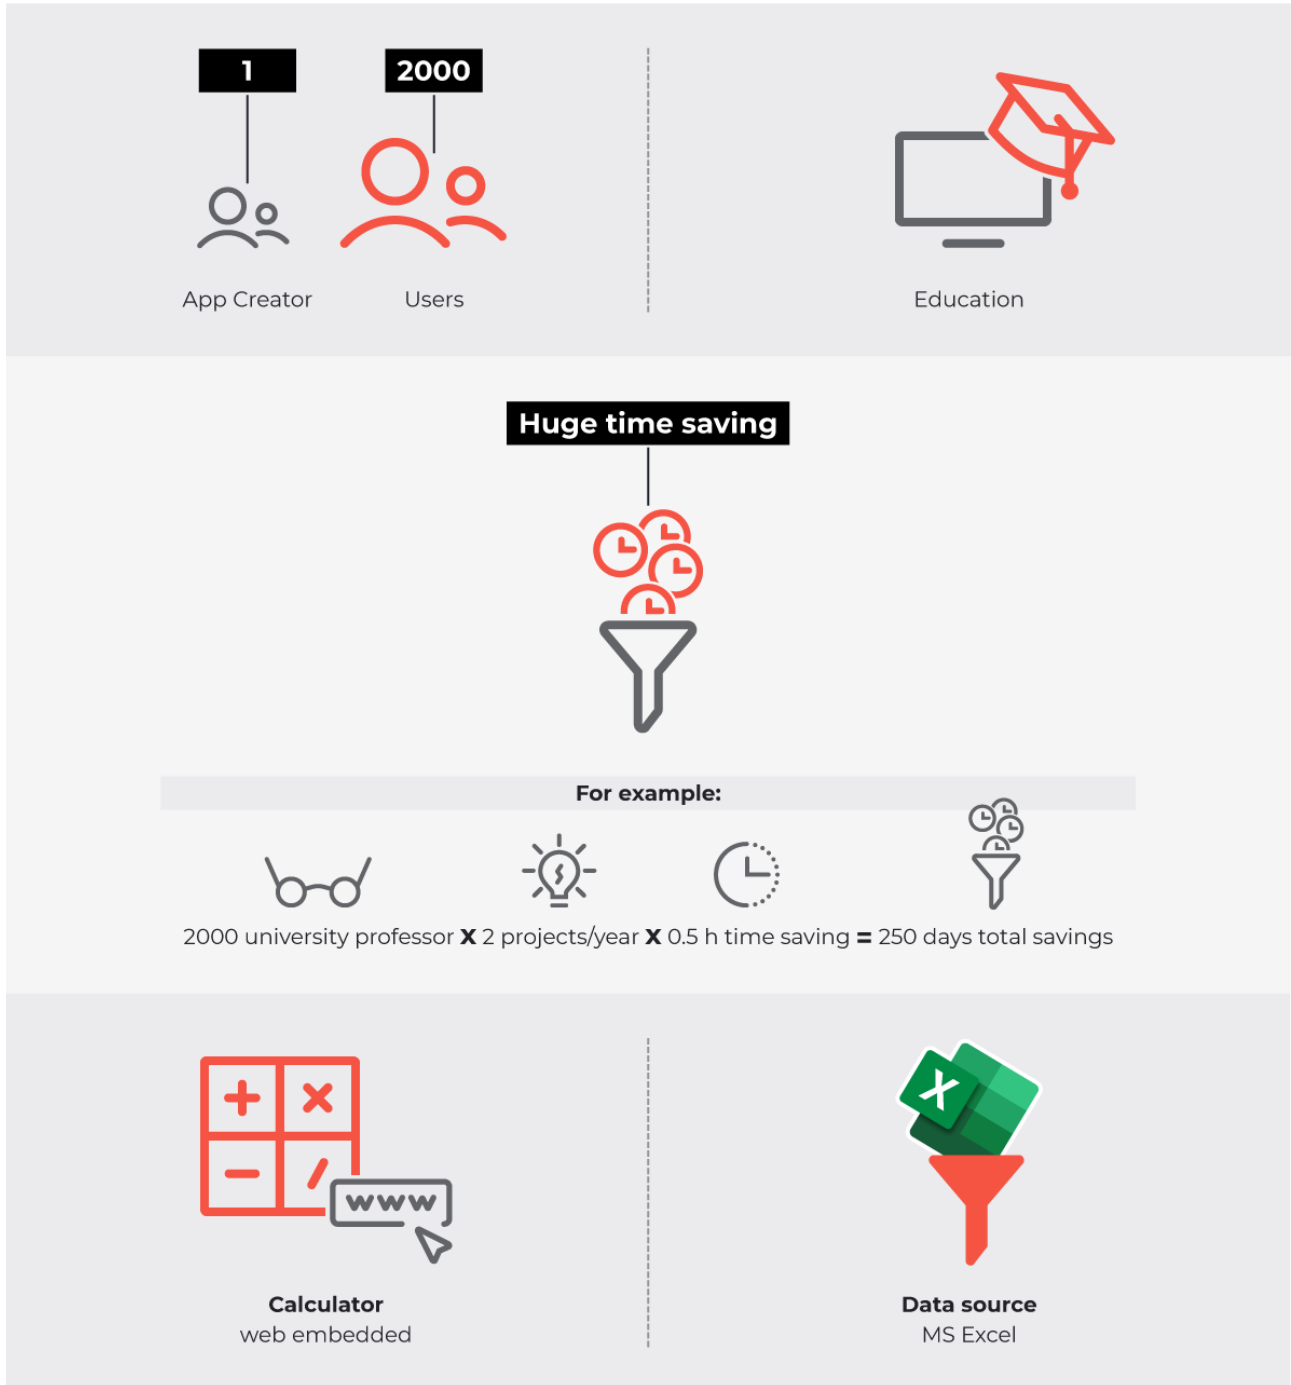 1
2000
App Creator
Users
Education
Huge time saving
For example:
2000 university professor X 2 projects/year X 0.5 h time saving = 250 days total savings
+ x
- /
www
X
Calculator
web embedded
Data source
MS Excel